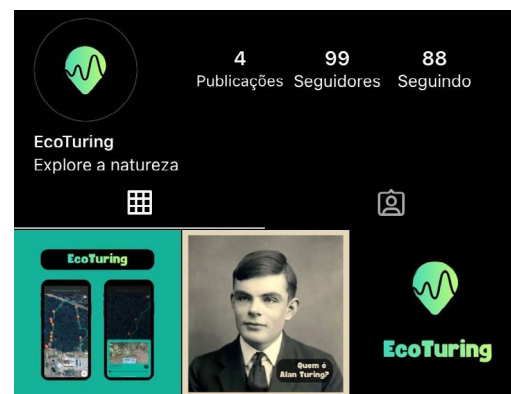 4 99 88
Publicações Seguidores Seguindo
EcoTuring
Explore a natureza
EcoTuring
Quem é
Alan Turing?
EcoTuring